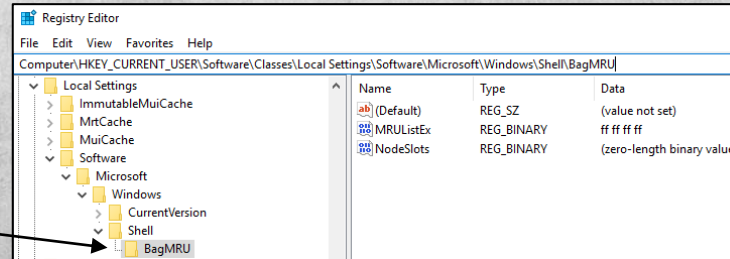 Registry Editor
File Edit View Favorites Help
Computer\HKEY_CURRENT_USER\Software\Classes\Local Settings\Software\Microsoft\Windows\Shell\BagMRU
Local Settings
ImmutableMuiCache
MrtCache
MuiCache
Software
Microsoft
Windows
CurrentVersion
Shell
BagMRU
Name Type Data
(Default) REG_SZ (value not set)
MRUListEx REG_BINARY ff ff ff ff
NodeSlots REG_BINARY (zero-length binary value